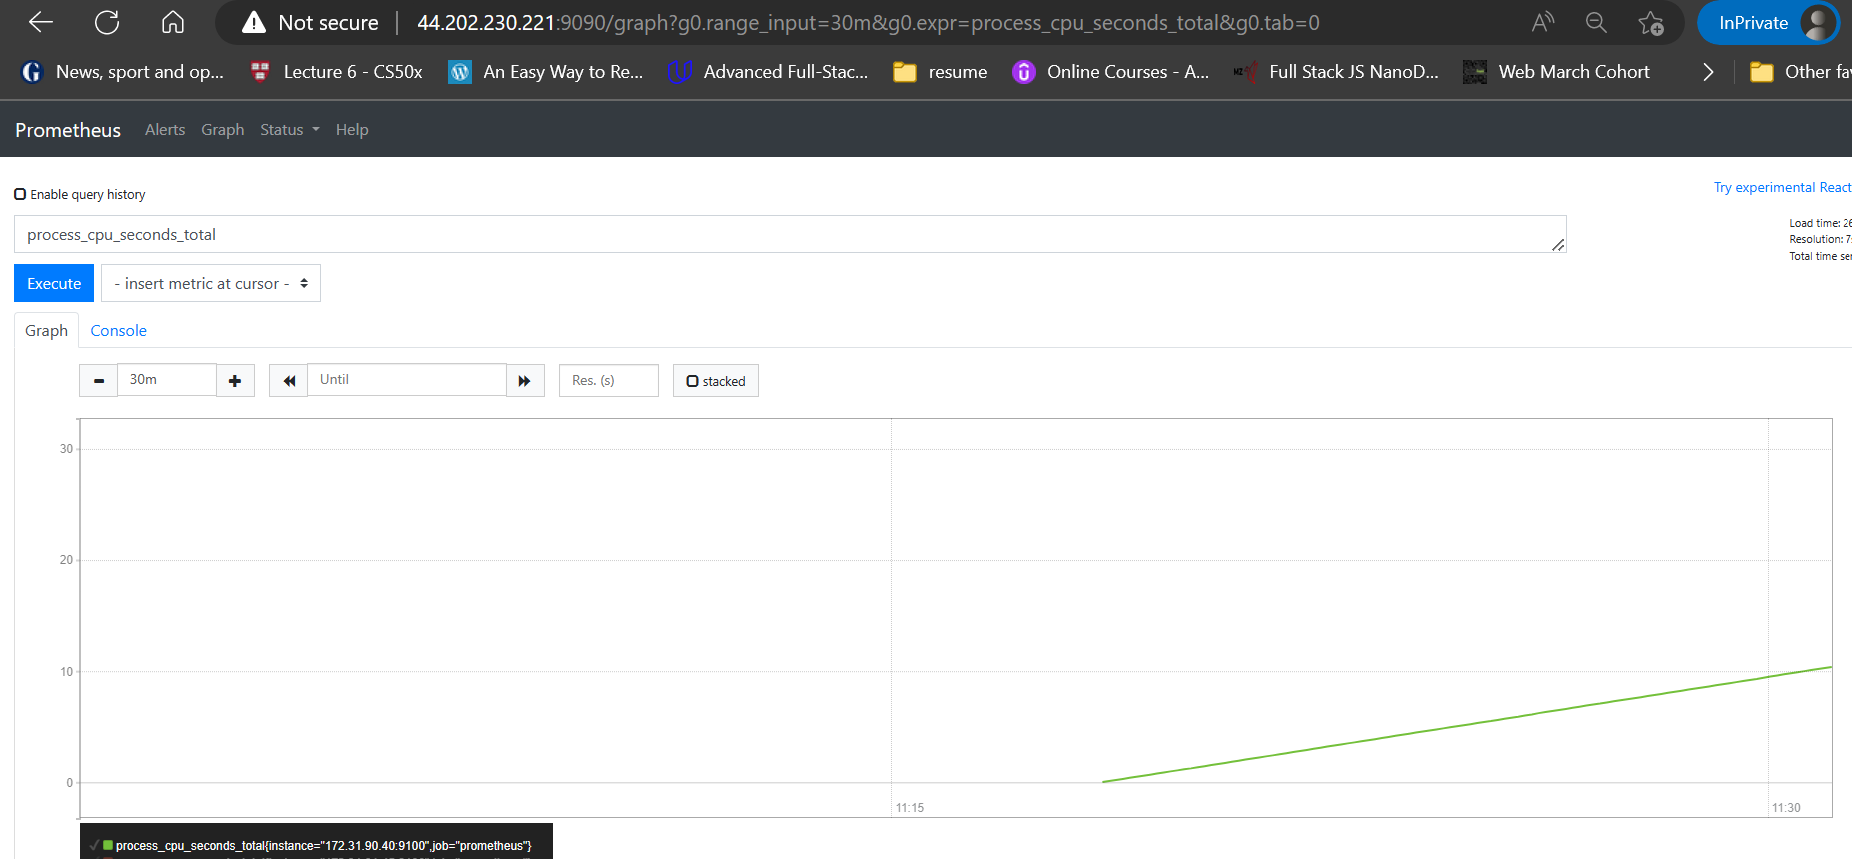 Not secure | 44.202.230.221:9090/graph?g0.range_input=30m&g0.expr=process_cpu_seconds_total&g0.tab=0
InPrivate
News, sport and op... Lecture 6 - CS50x An Easy Way to Re... Advanced Full-Stac... resume Online Courses - A... Full Stack JS NanoD... Web March Cohort Other fa
Prometheus Alerts Graph Status Help
Enable query history
Try experimental React
process_cpu_seconds_total
Load time: 26
Resolution: 7
Total time se
Execute - insert metric at cursor -
Graph Console
30m Until Res. (s) stacked
30
20
10
0
11:15 11:30
process_cpu_seconds_total{instance="172.31.90.40:9100",job="prometheus"}